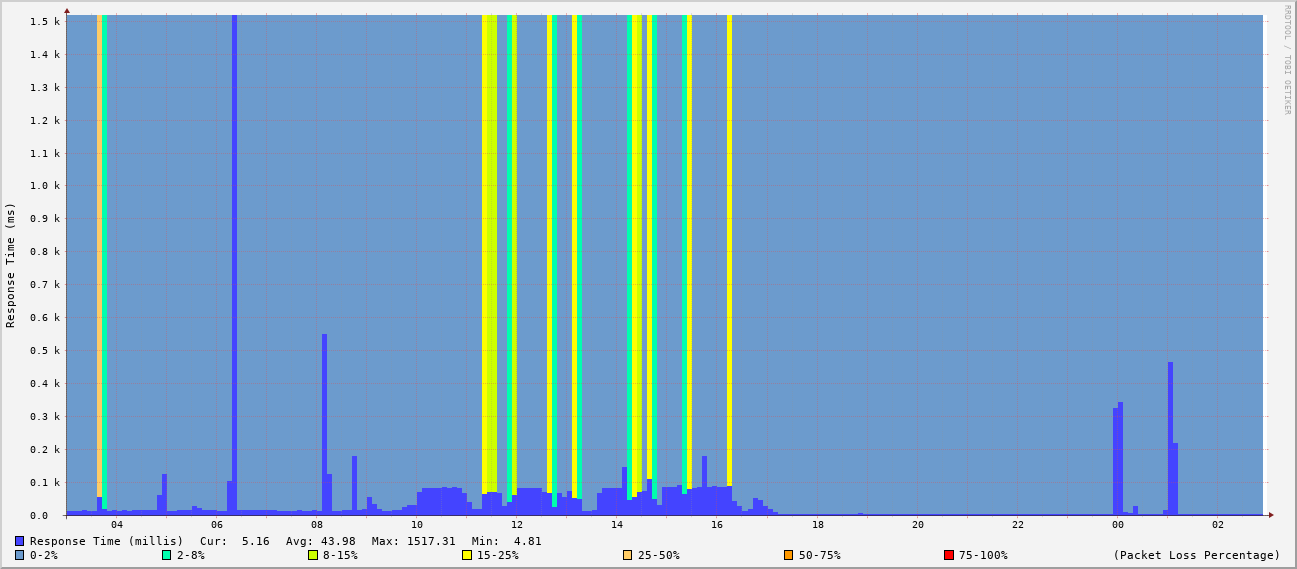 RRDTOOL / TOBI OETIKER
Response Time (ms)
1.5 k
1.4 k
1.3 k
1.2 k
1.1 k
1.0 k
0.9 k
0.8 k
0.7 k
0.6 k
0.5 k
0.4 k
0.3 k
0.2 k
0.1 k
0.0
04 06 08 10 12 14 16 18 20 22 00 02
Response Time (millis) Cur: 5.16 Avg: 43.98 Max: 1517.31 Min: 4.81
0-2% 2-8% 8-15% 15-25% 25-50% 50-75% 75-100% (Packet Loss Percentage)